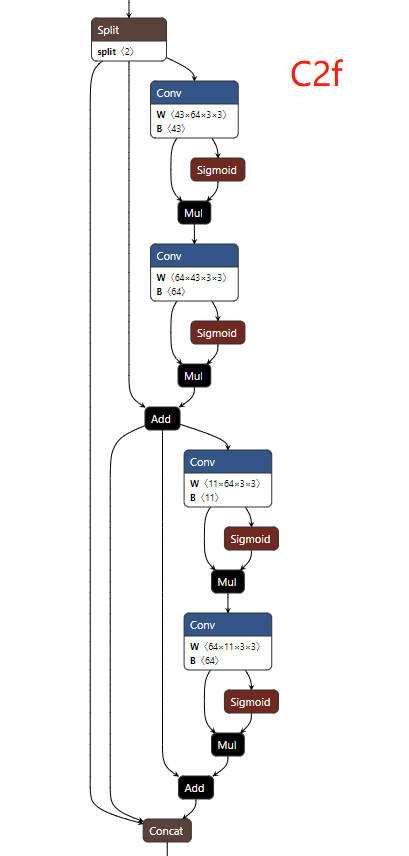 Split
split〈2〉
C2f
Conv
W〈43×64×3×3〉
B〈43〉
Sigmoid
Mul
Conv
W〈64×43×3×3〉
B〈64〉
Sigmoid
Mul
Add
Conv
W〈11×64×3×3〉
B〈11〉
Sigmoid
Mul
Conv
W〈64×11×3×3〉
B〈64〉
Sigmoid
Mul
Add
Concat